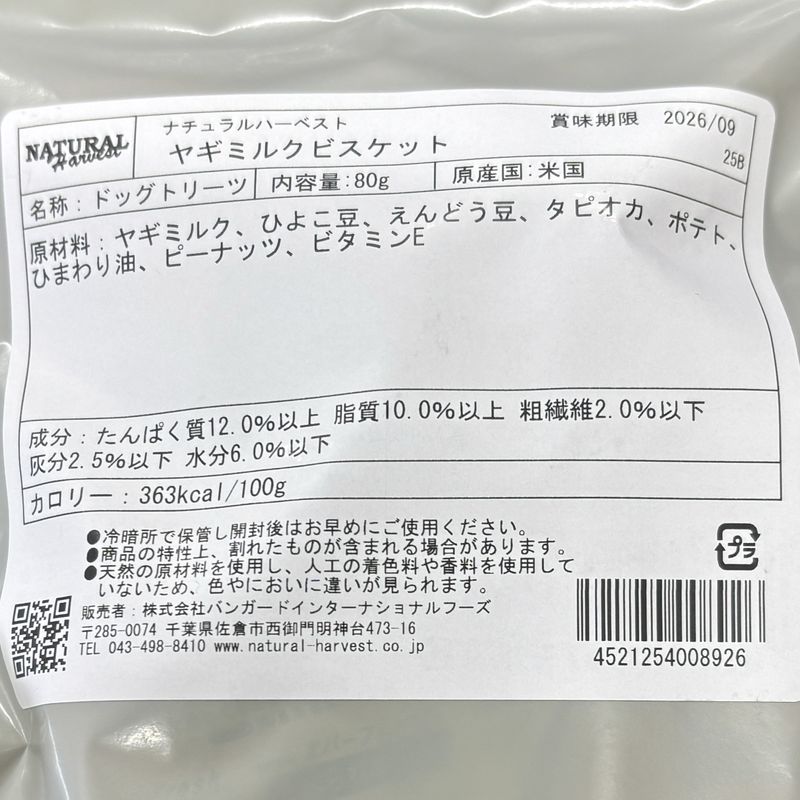 NATURAL
Harvest
ナチュラルハーベスト
ヤギミルクビスケット
賞味期限 2026/09
25B
名称：ドッグトリーツ 内容量:80g 原産国:米国
原材料：ヤギミルク、ひよこ豆、えんどう豆、タピオカ、ポテト、
ひまわり油、ピーナッツ、ビタミンE
成分：たんぱく質12.0%以上 脂質10.0%以上 粗繊維2.0%以下
灰分2.5%以下 水分6.0%以下
カロリー：363kcal/100g
●冷暗所で保管し開封後はお早めにご使用ください。
●商品の特性上、割れたものが含まれる場合があります。
●天然の原材料を使用し、人工の着色料や香料を使用して
いないため、色やにおいに違いが見られます。
プラ
販売者：株式会社バンガードインターナショナルフーズ
〒285-0074 千葉県佐倉市西御門明神台473-16
TEL 043-498-8410 www.natural-harvest.co.jp
4521254008926